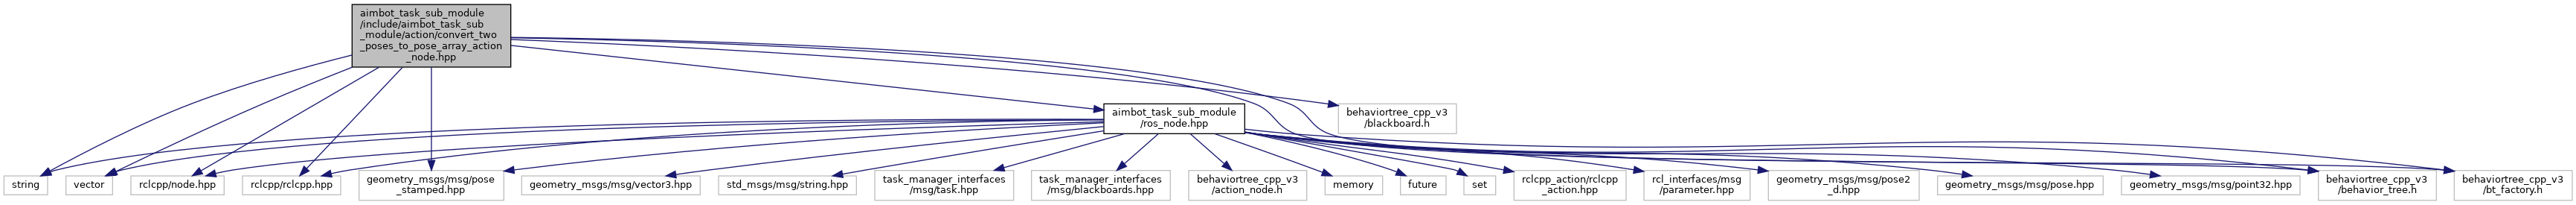 aimbot_task_sub_module
/include/aimbot_task_sub
_module/action/convert_two
_poses_to_pose_array_action
_node.hpp
aimbot_task_sub_module
/ros_node.hpp
behaviortree_cpp_v3
/blackboard.h
string
vector
rclcpp/node.hpp
rclcpp/rclcpp.hpp
geometry_msgs/msg/pose
_stamped.hpp
geometry_msgs/msg/vector3.hpp
std_msgs/msg/string.hpp
task_manager_interfaces
/msg/task.hpp
task_manager_interfaces
/msg/blackboards.hpp
behaviortree_cpp_v3
/action_node.h
memory
future
set
rclcpp_action/rclcpp
_action.hpp
rcl_interfaces/msg
/parameter.hpp
geometry_msgs/msg/pose2
_d.hpp
geometry_msgs/msg/pose.hpp
geometry_msgs/msg/point32.hpp
behaviortree_cpp_v3
/behavior_tree.h
behaviortree_cpp_v3
/bt_factory.h